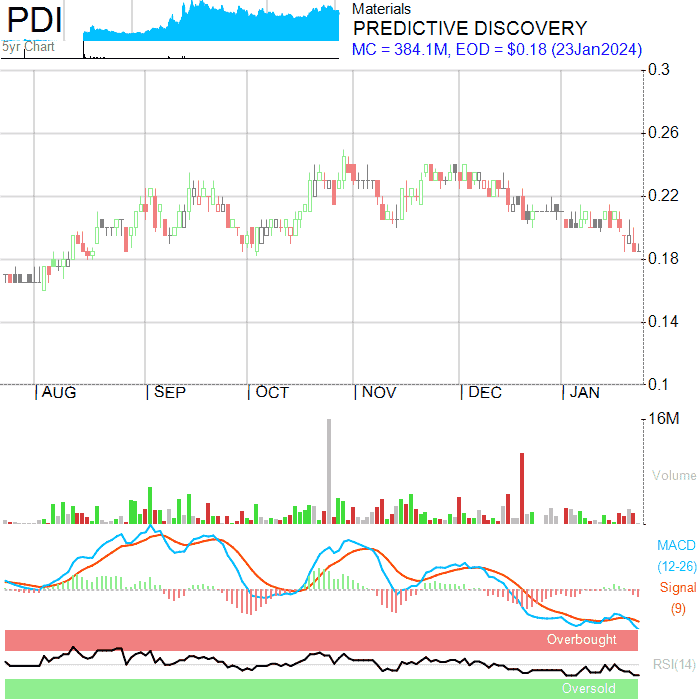 PDI
5yr Chart
Materials
PREDICTIVE DISCOVERY
MC = 384.1M, EOD = $0.18 (23Jan2024)
0.3
0.26
0.22
0.18
0.14
0.1
AUG SEP OCT NOV DEC JAN
16M
Volume
MACD
(12-26)
Signal
(9)
Overbought
RSI(14)
Oversold